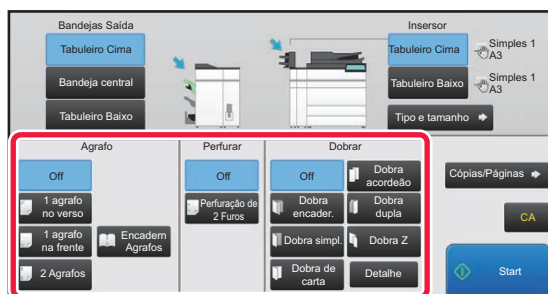 Bandejas Saída
Tabuleiro Cima
Bandeja central
Tabuleiro Baixo
Insersor
Tabuleiro Cima
Simples 1
A3
Tabuleiro Baixo
Simples 1
A3
Tipo e tamanho
Agrafo
Off
1 agrafo
no verso
1 agrafo
na frente
Encadern
Agrafos
2 Agrafos
Perfurar
Off
Perfuração de
2 Furos
Dobrar
Off
Dobra
acordeão
Dobra
encader.
Dobra
dupla
Dobra simpl.
Dobra Z
Dobra de
carta
Detalhe
Cópias/Páginas
CA
Start